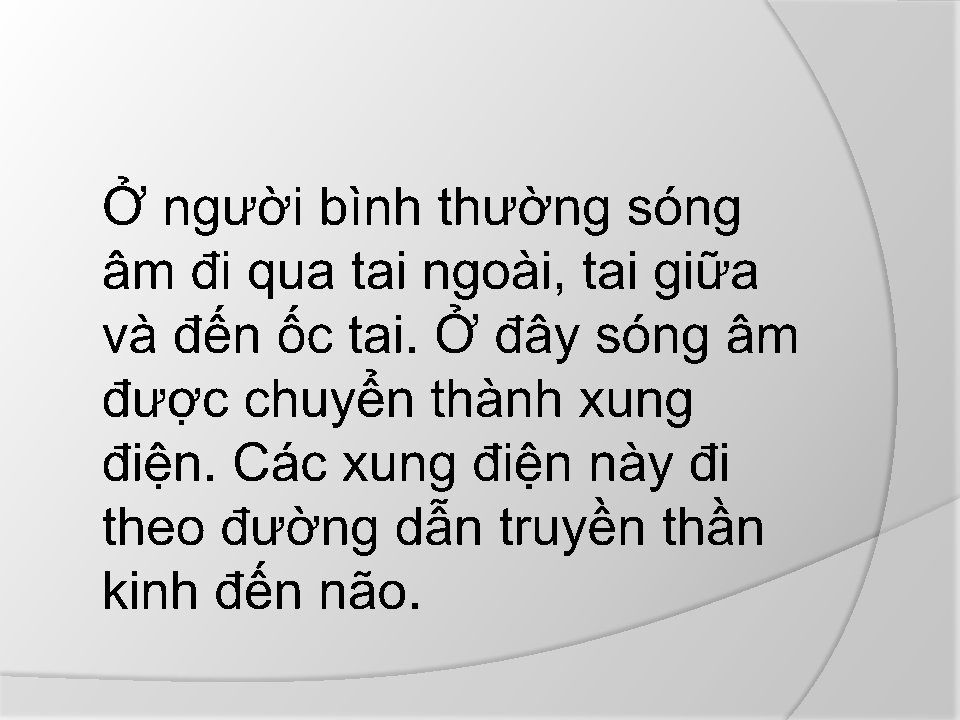 Ở người bình thường sóng
âm đi qua tai ngoài, tai giữa
và đến ốc tai. Ở đây sóng âm
được chuyển thành xung
điện. Các xung điện này đi
theo đường dẫn truyền thần
kinh đến não.